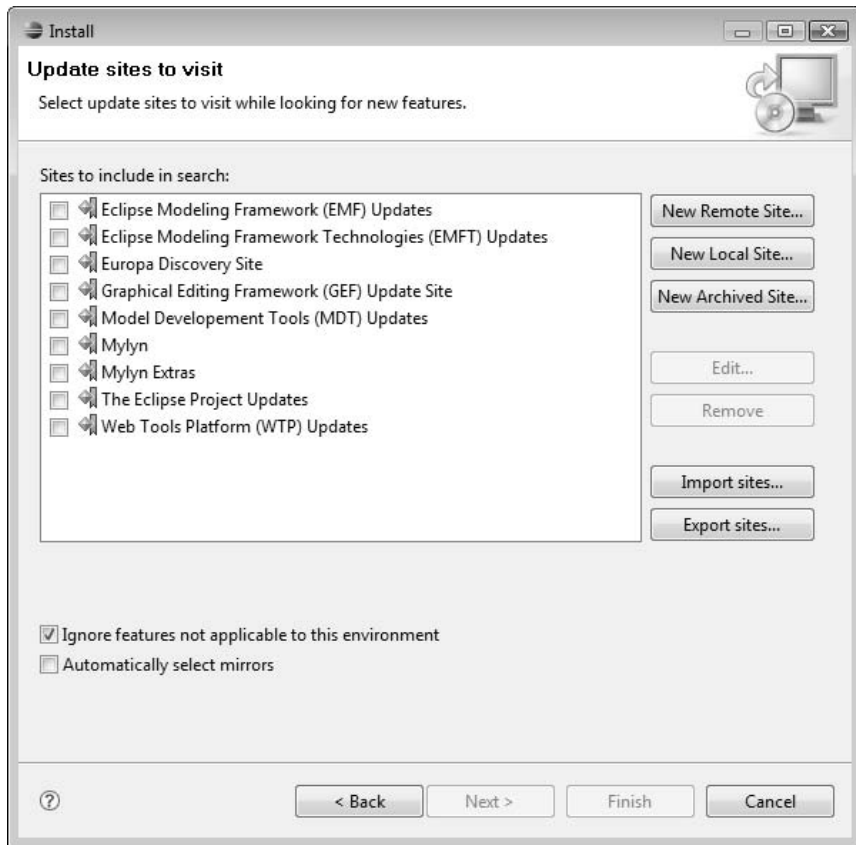 Install
Update sites to visit
Select update sites to visit while looking for new features.
Sites to include in search:
Eclipse Modeling Framework (EMF) Updates
Eclipse Modeling Framework Technologies (EMFT) Updates
Europa Discovery Site
Graphical Editing Framework (GEF) Update Site
Model Developement Tools (MDT) Updates
Mylyn
Mylyn Extras
The Eclipse Project Updates
Web Tools Platform (WTP) Updates
New Remote Site...
New Local Site...
New Archived Site...
Edit...
Remove
Import sites...
Export sites...
Ignore features not applicable to this environment
Automatically select mirrors
?
< Back
Next >
Finish
Cancel